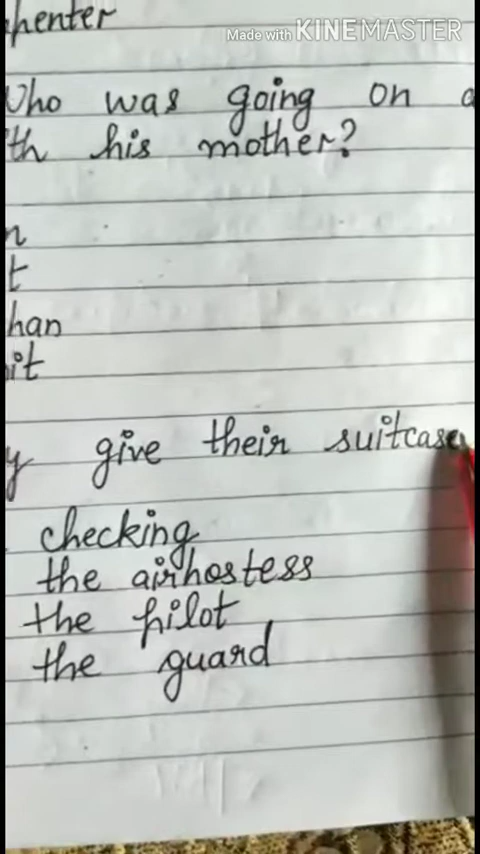 Made with KINEMASTER
penter
Who was going on a
th his mother?
n
t
han
it
y give their suitcase
checking
the airhostess
the pilot
the guard